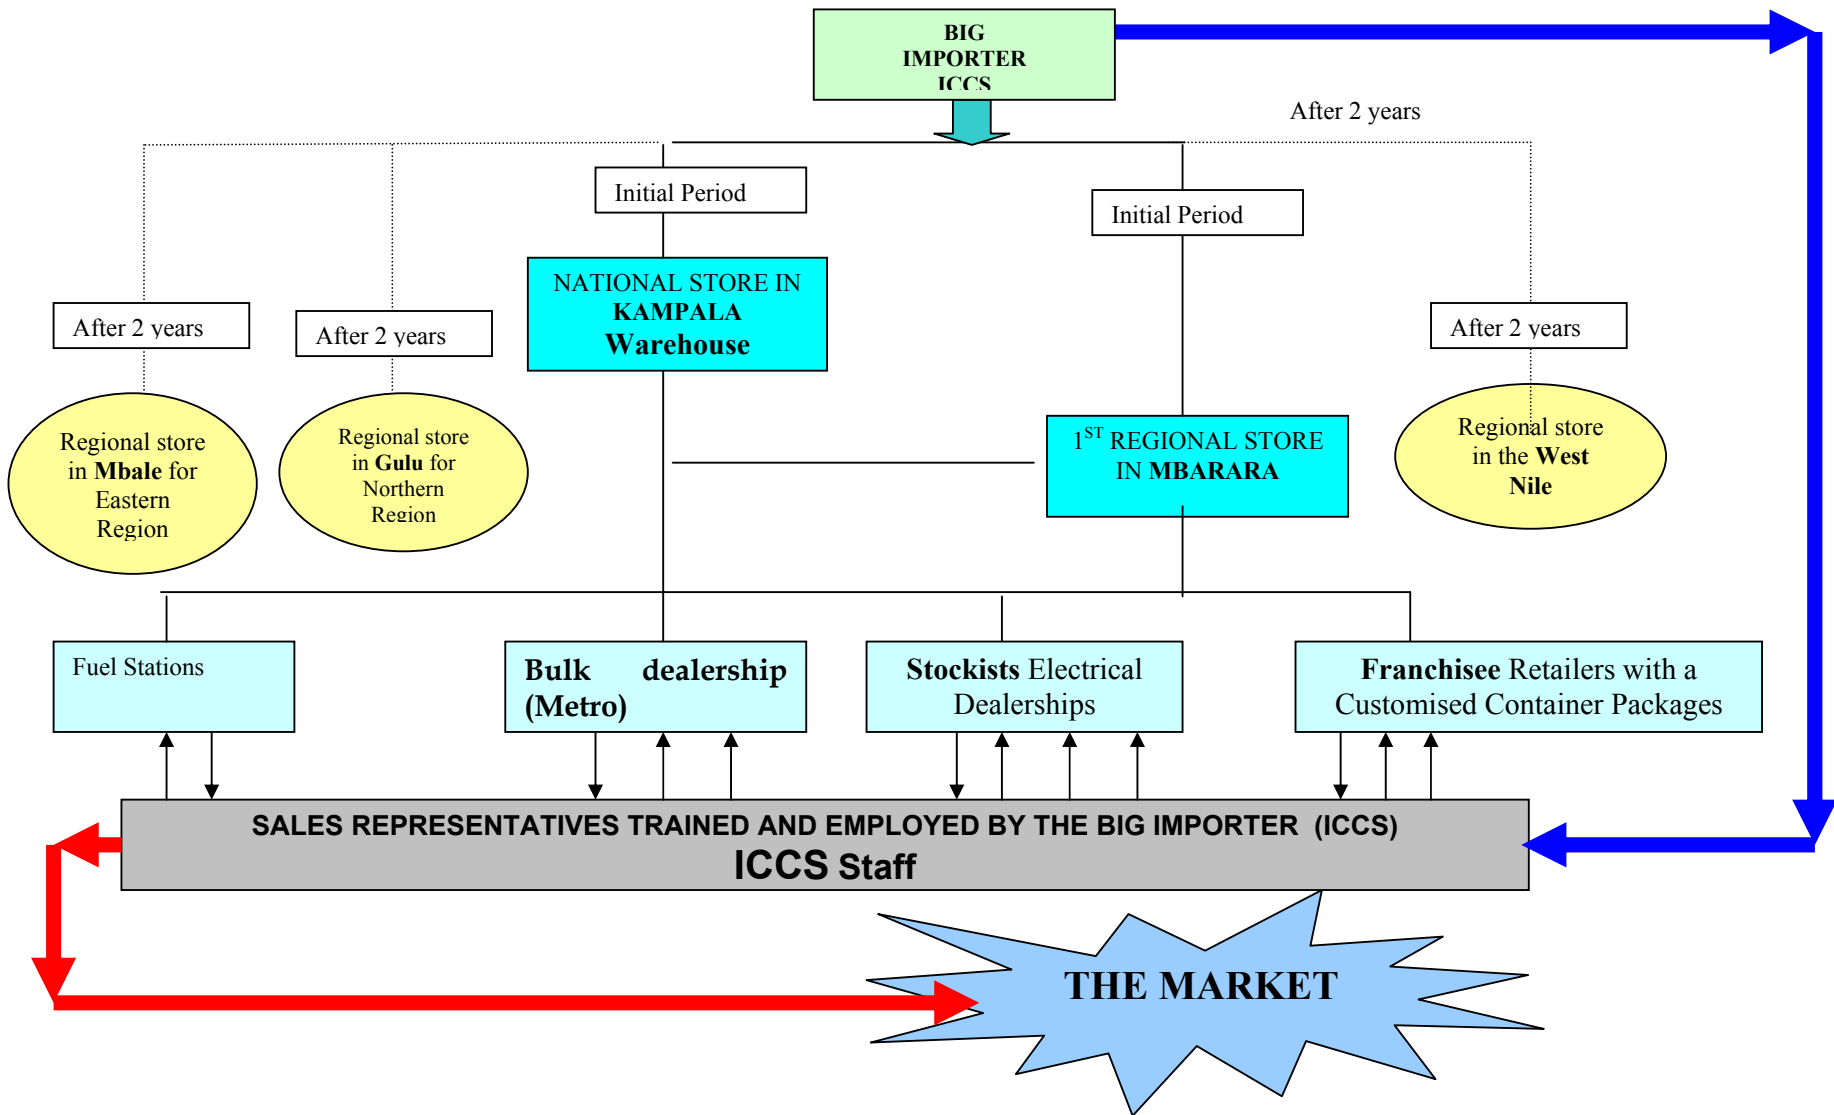 BIG
IMPORTER
ICCS
After 2 years
Initial Period
Initial Period
NATIONAL STORE IN
KAMPALA
Warehouse
After 2 years
After 2 years
After 2 years
Regional store
in Mbale for
Eastern
Region
Regional store
in Gulu for
Northern
Region
1ST REGIONAL STORE
IN MBARARA
Regional store
in the West
Nile
Fuel Stations
Bulk dealership
(Metro)
Stockists Electrical
Dealerships
Franchisee Retailers with a
Customised Container Packages
SALES REPRESENTATIVES TRAINED AND EMPLOYED BY THE BIG IMPORTER (ICCS)
ICCS Staff
THE MARKET